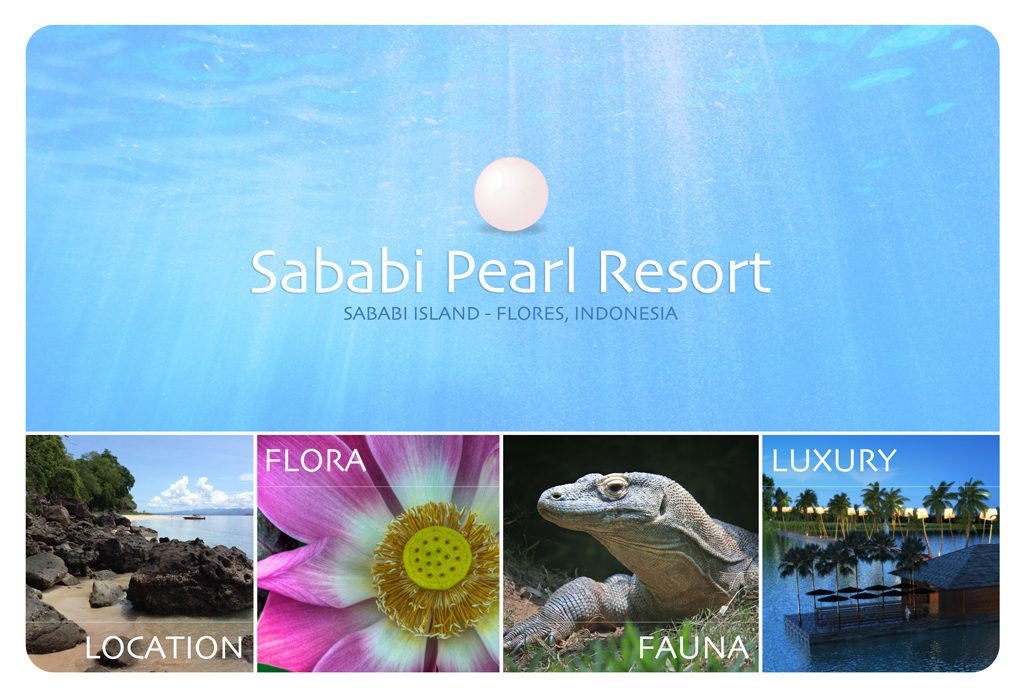 Sababi Pearl Resort
SABABI ISLAND - FLORES, INDONESIA
LOCATION
FLORA
FAUNA
LUXURY